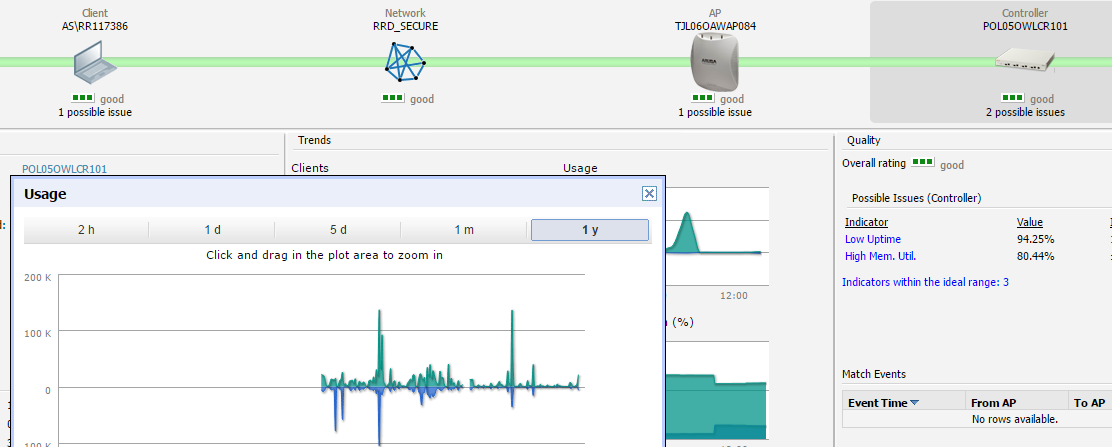 Client
AS\RR117386
good
1 possible issue
Network
RRD_SECURE
good
AP
TJL06OAWAP084
good
1 possible issue
Controller
POL05OWLCR101
good
2 possible issues
POL05OWLCR101
Trends
Clients
Usage
12:00
(%)
Usage
2 h
1 d
5 d
1 m
1 y
Click and drag in the plot area to zoom in
200 K
100 K
0
-100 K
Quality
Overall rating good
Possible Issues (Controller)
Indicator Value
Low Uptime 94.25%
High Mem. Util. 80.44%
Indicators within the ideal range: 3
Match Events
Event Time From AP To AP
No rows available.